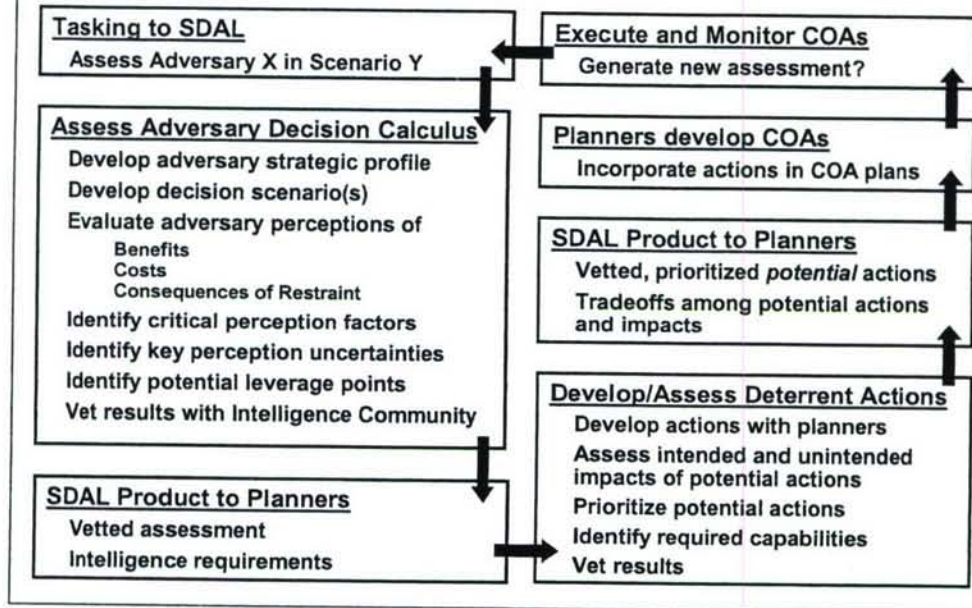 Tasking to SDAL
Assess Adversary X in Scenario Y
Assess Adversary Decision Calculus
Develop adversary strategic profile
Develop decision scenario(s)
Evaluate adversary perceptions of
Benefits
Costs
Consequences of Restraint
Identify critical perception factors
Identify key perception uncertainties
Identify potential leverage points
Vet results with Intelligence Community
SDAL Product to Planners
Vetted assessment
Intelligence requirements
Develop/Assess Deterrent Actions
Develop actions with planners
Assess intended and unintended
impacts of potential actions
Prioritize potential actions
Identify required capabilities
Vet results
SDAL Product to Planners
Vetted, prioritized potential actions
Tradeoffs among potential actions
and impacts
Planners develop COAs
Incorporate actions in COA plans
Execute and Monitor COAs
Generate new assessment?